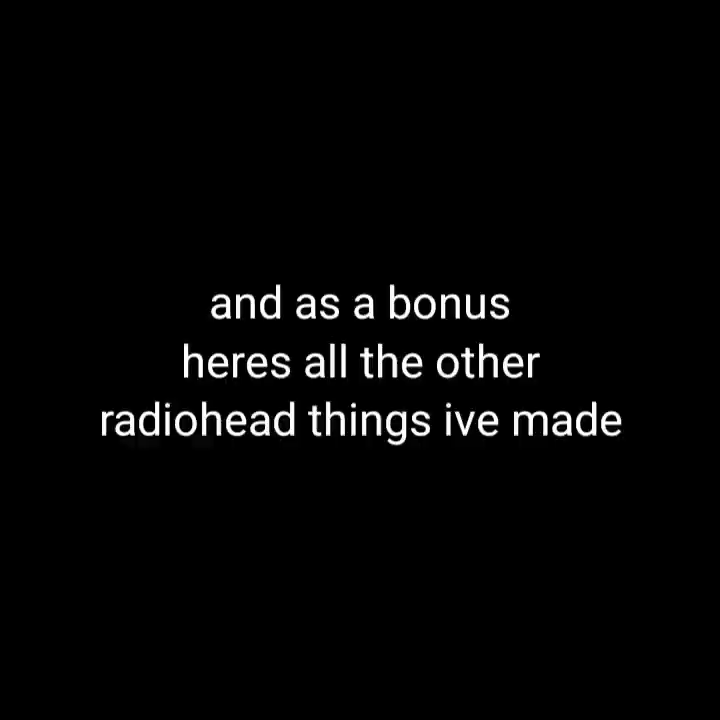 and as a bonus
heres all the other
radiohead things ive made